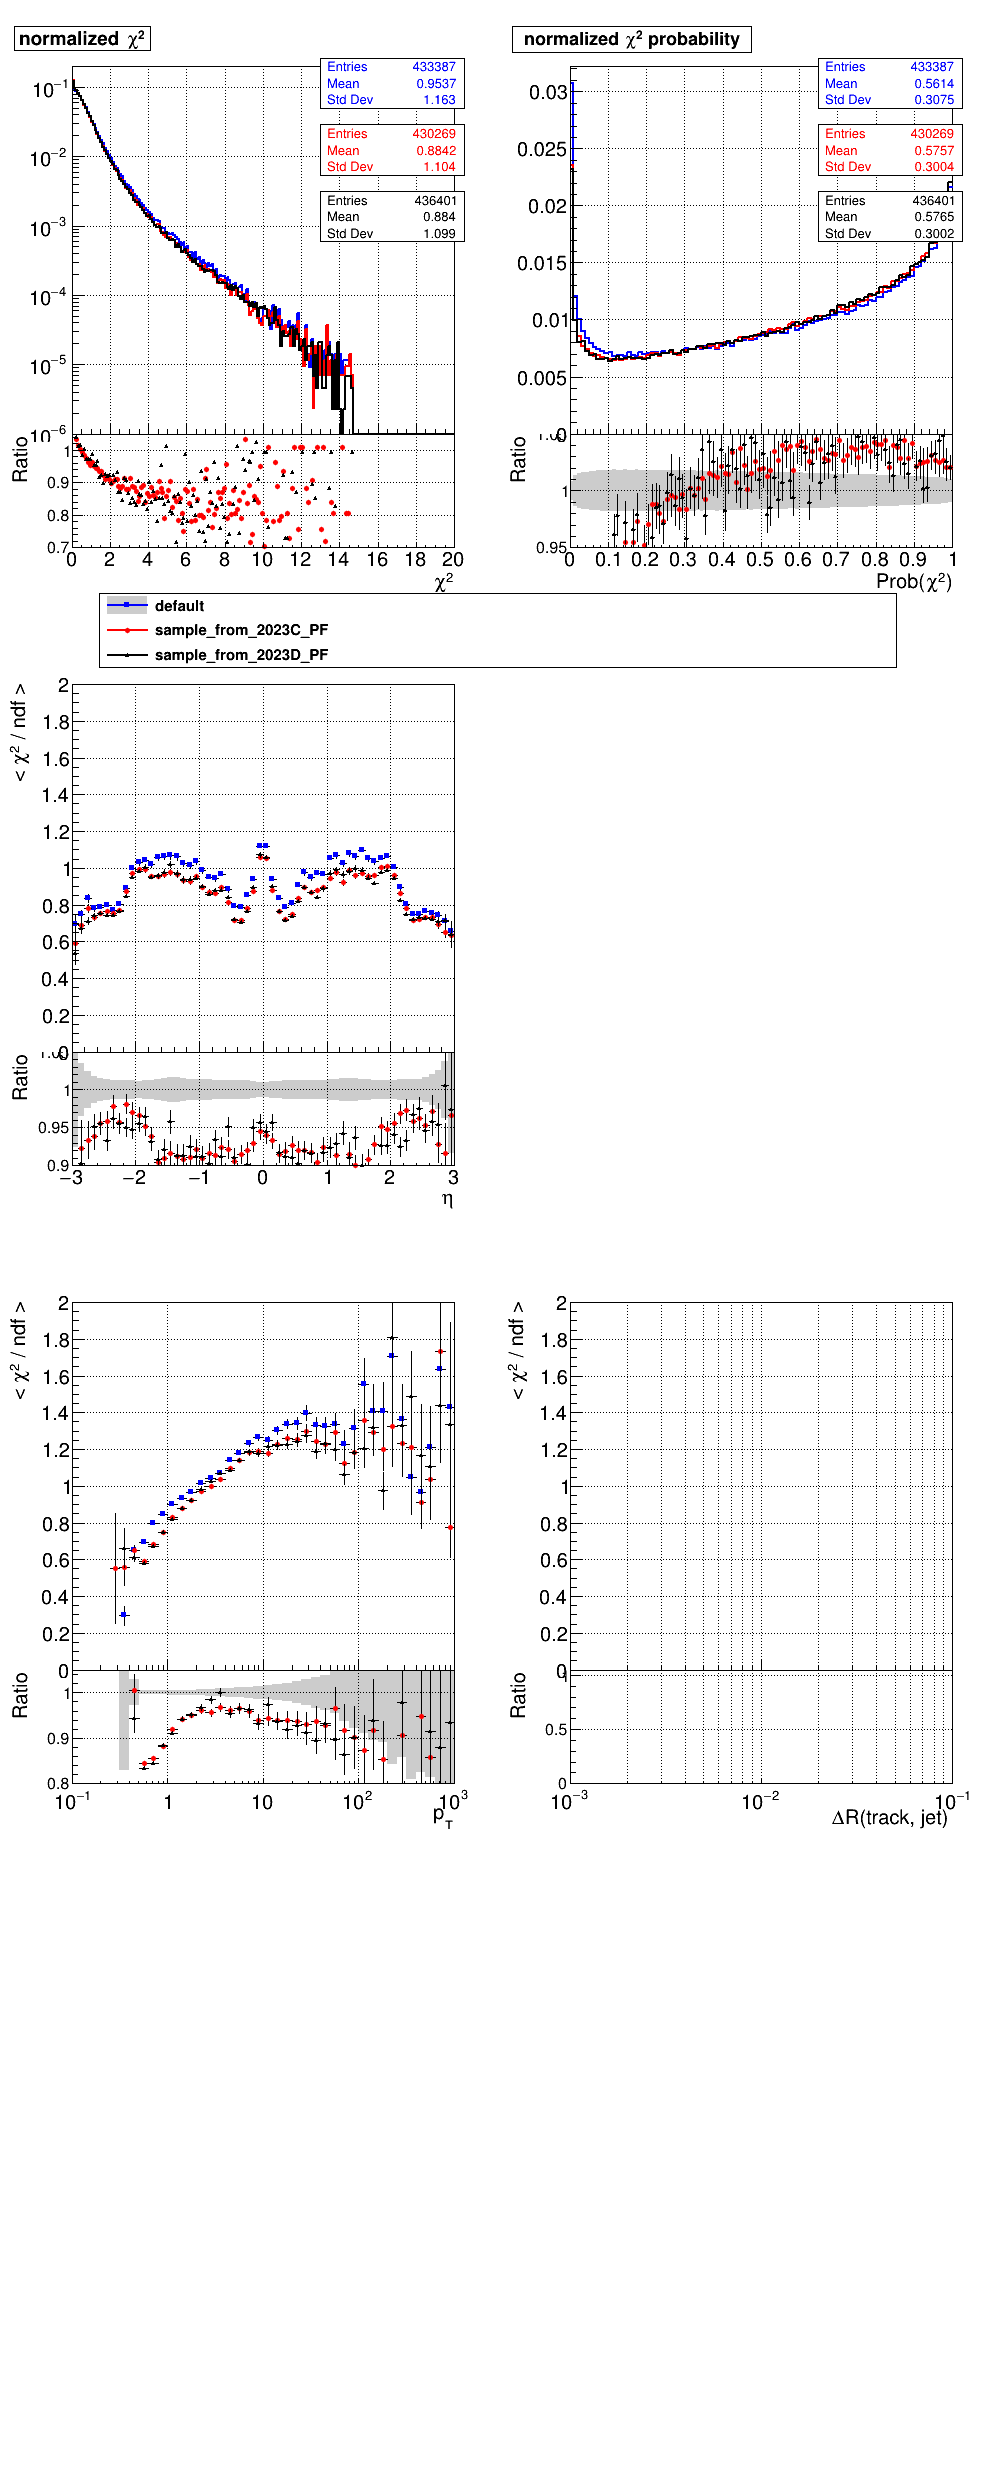 normalized χ²
normalized χ² probability
Entries 433387
Mean 0.9537
Std Dev 1.163
Entries 430269
Mean 0.8842
Std Dev 1.104
Entries 436401
Mean 0.884
Std Dev 1.099
10⁻¹
10⁻²
10⁻³
10⁻⁴
10⁻⁵
10⁻⁶
Ratio
1
0.9
0.8
0.7
0 2 4 6 8 10 12 14 16 18 20
χ²
Entries 433387
Mean 0.5614
Std Dev 0.3075
Entries 430269
Mean 0.5757
Std Dev 0.3004
Entries 436401
Mean 0.5765
Std Dev 0.3002
0.03
0.025
0.02
0.015
0.01
0.005
0
Ratio
1
0.95
0 0.1 0.2 0.3 0.4 0.5 0.6 0.7 0.8 0.9 1
Prob(χ²)
default
sample_from_2023C_PF
sample_from_2023D_PF
< χ² / ndf >
2
1.8
1.6
1.4
1.2
1
0.8
0.6
0.4
0.2
0
Ratio
1
0.95
0.9
−3 −2 −1 0 1 2 3
η
< χ² / ndf >
2
1.8
1.6
1.4
1.2
1
0.8
0.6
0.4
0.2
0
Ratio
1
0.9
0.8
10⁻¹ 1 10 10² 10³
p_T
< χ² / ndf >
2
1.8
1.6
1.4
1.2
1
0.8
0.6
0.4
0.2
0
Ratio
1
0.5
0
10⁻³ 10⁻² 10⁻¹
ΔR(track, jet)